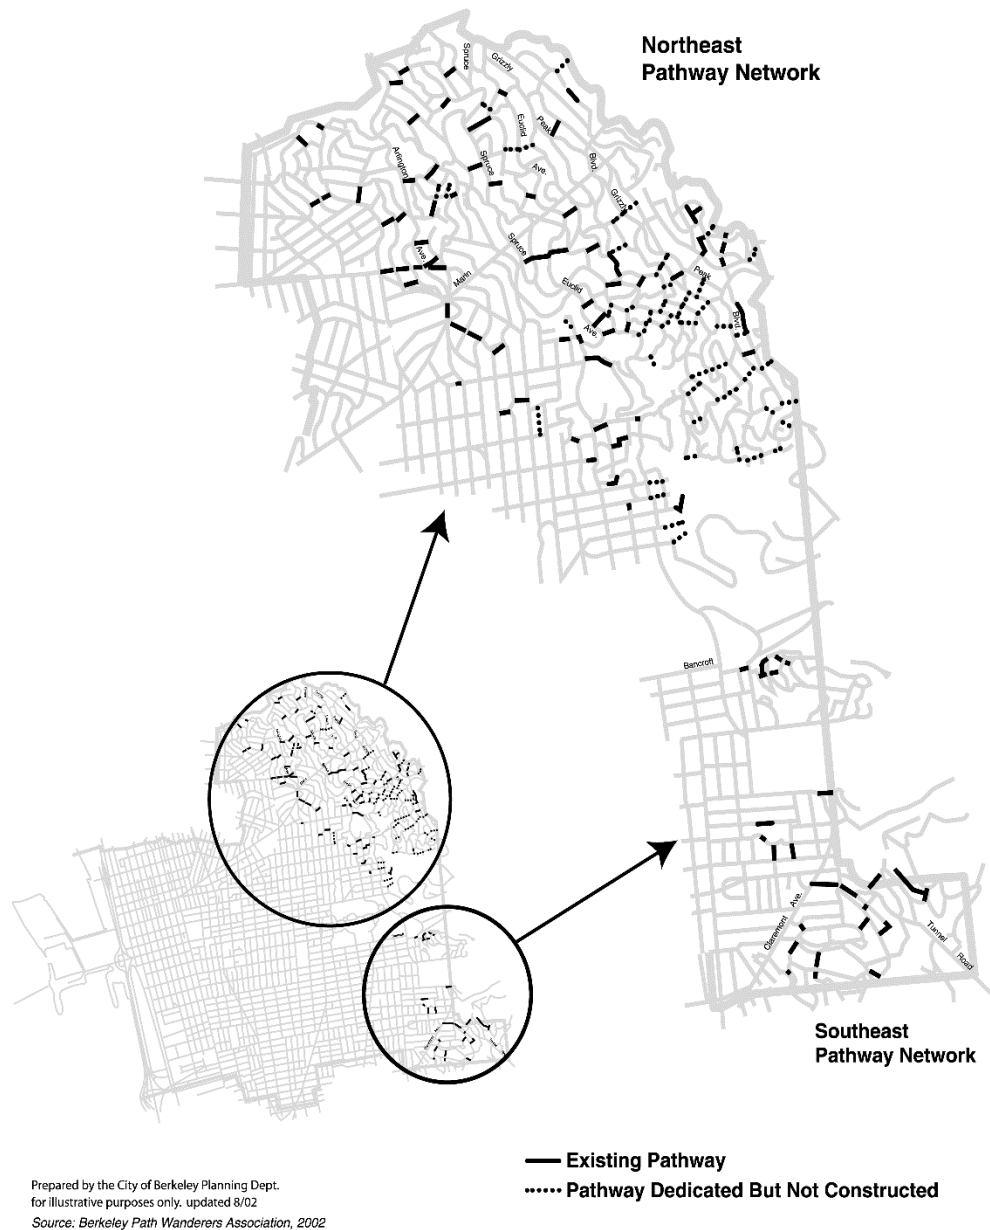 Northeast
Pathway Network
Spruce
Grizzly
Euclid
Peak
Blvd.
Arlington
Spruce
Ave.
Grizzly
Spruce
Ave.
Marin
Euclid
Ave.
Peak
Blvd.
Bancroft
Claremont Ave.
Tunnel Road
Southeast
Pathway Network
Existing Pathway
Pathway Dedicated But Not Constructed
Prepared by the City of Berkeley Planning Dept.
for illustrative purposes only. updated 8/02
Source: Berkeley Path Wanderers Association, 2002